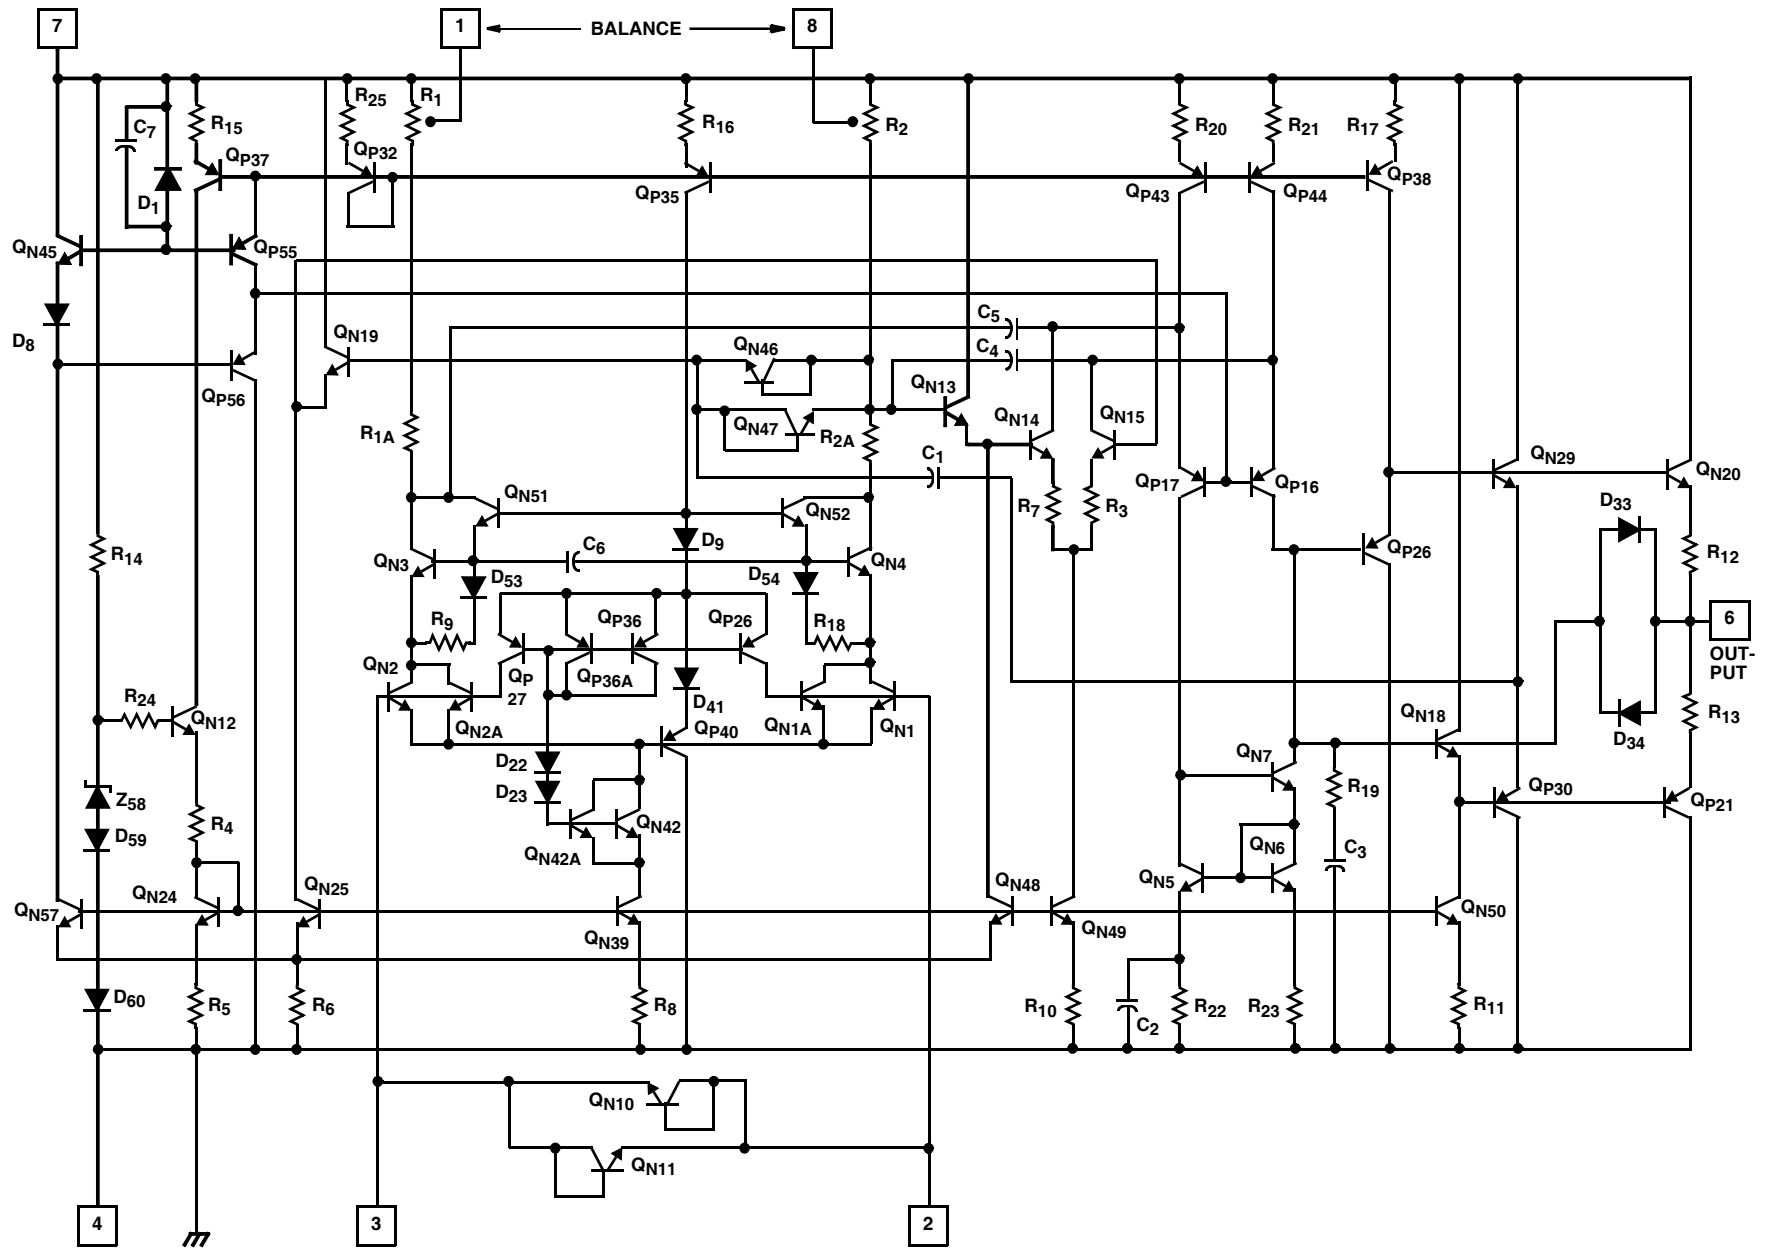 7
1
BALANCE
8
C7
R15
R25
R1
R16
R2
R20
R21
R17
QP37
QP32
D1
QP35
QP43
QP44
QP38
QN45
QP55
D8
QN19
C5
QN46
C4
QP56
QN13
R1A
QN47
R2A
QN14
QN15
C1
QN29
QN20
QN51
QN52
R7
R3
QP17
QP16
D33
R14
QN3
C6
D9
QN4
QP26
R12
D53
D54
R9
QP36
QP26
R18
6
OUT-
PUT
QN2
QP
27
QP36A
D41
R24
QN12
QN2A
QP40
QN1A
QN1
QN18
R13
D34
D22
QN7
Z58
D23
R19
QP30
QP21
D59
R4
QN42
QN42A
QN6
C3
QN57
QN24
QN25
QN48
QN5
QN50
QN39
QN49
D60
R5
R6
R8
R10
C2
R22
R23
R11
QN10
QN11
4
3
2